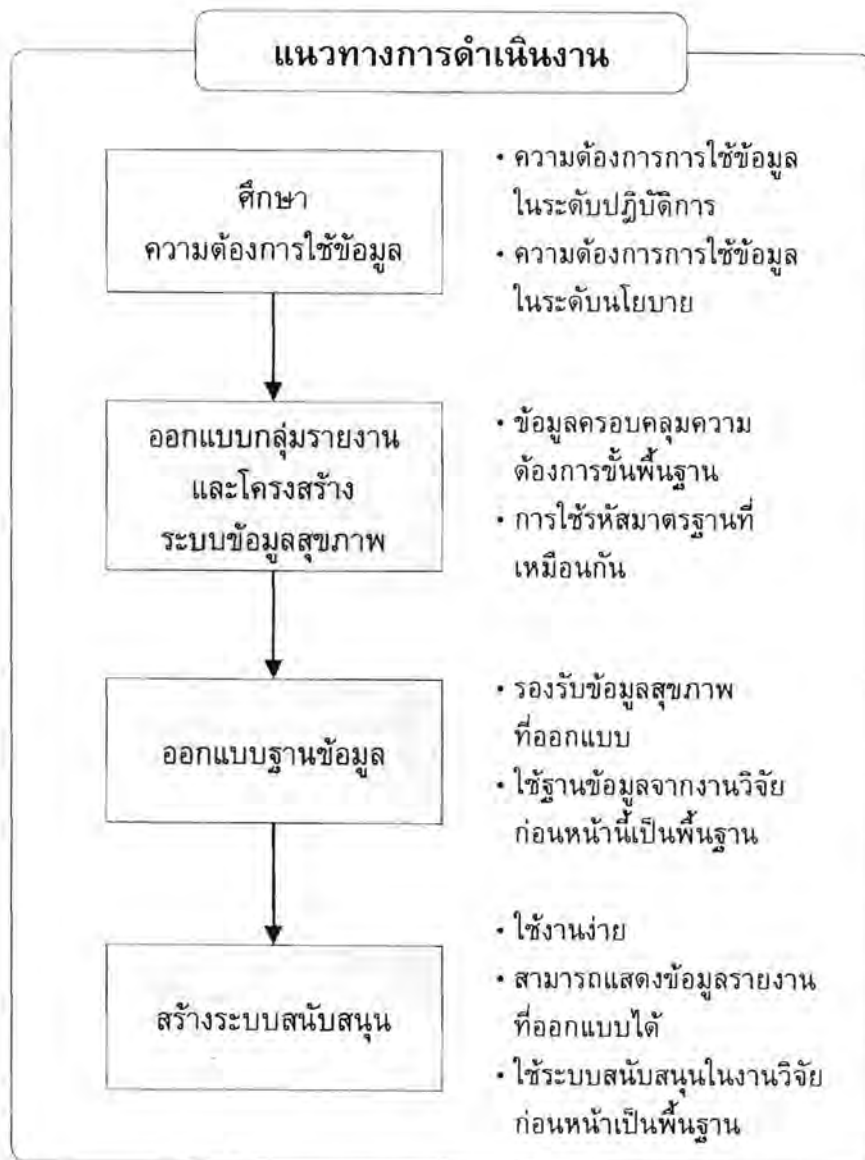 แนวทางการดำเนินงาน
ศึกษา
ความต้องการใช้ข้อมูล
• ความต้องการการใช้ข้อมูล
ในระดับปฏิบัติการ
• ความต้องการการใช้ข้อมูล
ในระดับนโยบาย
ออกแบบกลุ่มรายงาน
และโครงสร้าง
ระบบข้อมูลสุขภาพ
• ข้อมูลครอบคลุมความ
ต้องการขั้นพื้นฐาน
• การใช้รหัสมาตรฐานที่
เหมือนกัน
ออกแบบฐานข้อมูล
• รองรับข้อมูลสุขภาพ
ที่ออกแบบ
• ใช้ฐานข้อมูลจากงานวิจัย
ก่อนหน้านี้เป็นพื้นฐาน
สร้างระบบสนับสนุน
• ใช้งานง่าย
• สามารถแสดงข้อมูลรายงาน
ที่ออกแบบได้
• ใช้ระบบสนับสนุนในงานวิจัย
ก่อนหน้าเป็นพื้นฐาน